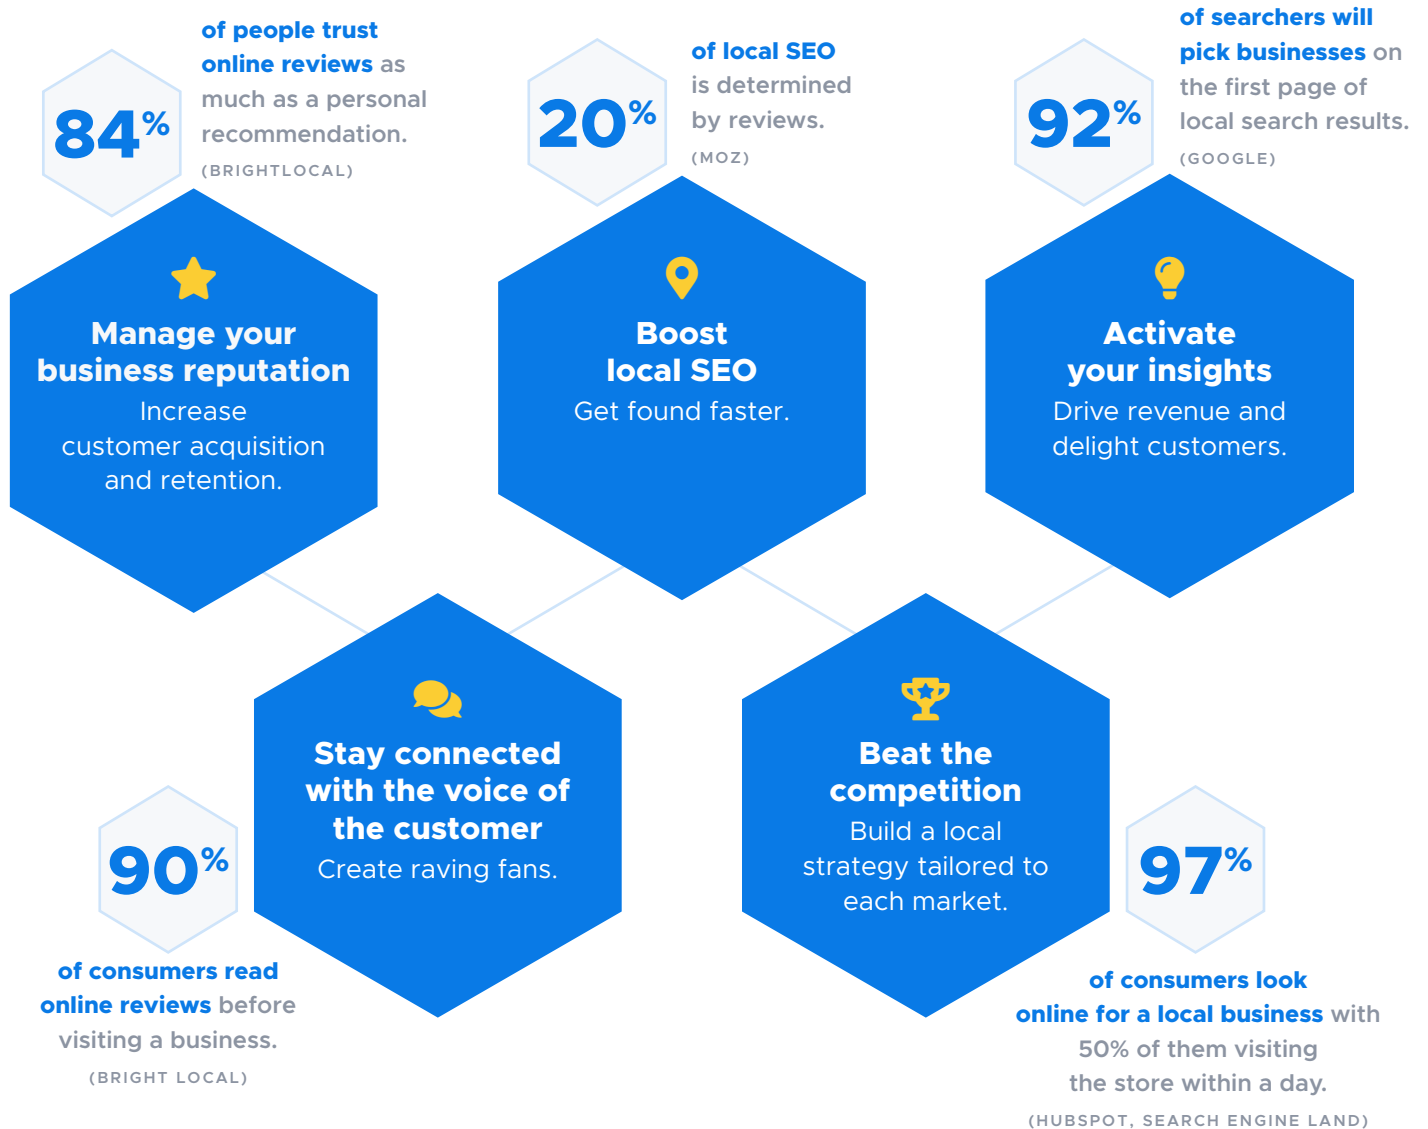 84%
of people trust
online reviews as
much as a personal
recommendation.
(BRIGHTLOCAL)
20%
of local SEO
is determined
by reviews.
(MOZ)
92%
of searchers will
pick businesses on
the first page of
local search results.
(GOOGLE)
Manage your
business reputation
Increase
customer acquisition
and retention.
Boost
local SEO
Get found faster.
Activate
your insights
Drive revenue and
delight customers.
90%
of consumers read
online reviews before
visiting a business.
(BRIGHT LOCAL)
Stay connected
with the voice of
the customer
Create raving fans.
Beat the
competition
Build a local
strategy tailored to
each market.
97%
of consumers look
online for a local business with
50% of them visiting
the store within a day.
(HUBSPOT, SEARCH ENGINE LAND)